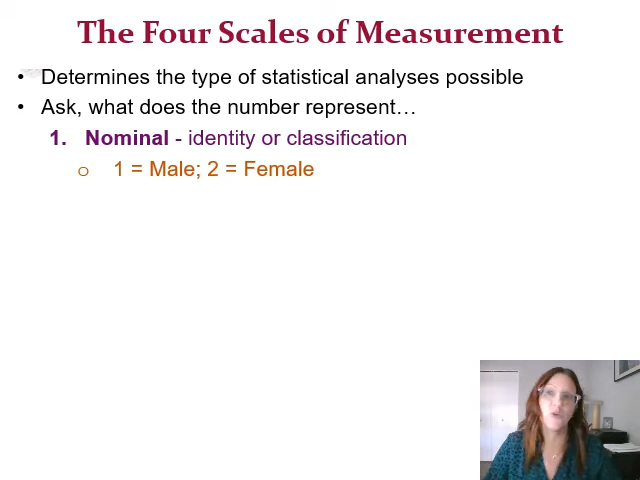 The Four Scales of Measurement
• Determines the type of statistical analyses possible
• Ask, what does the number represent…
1. Nominal - identity or classification
o 1 = Male; 2 = Female